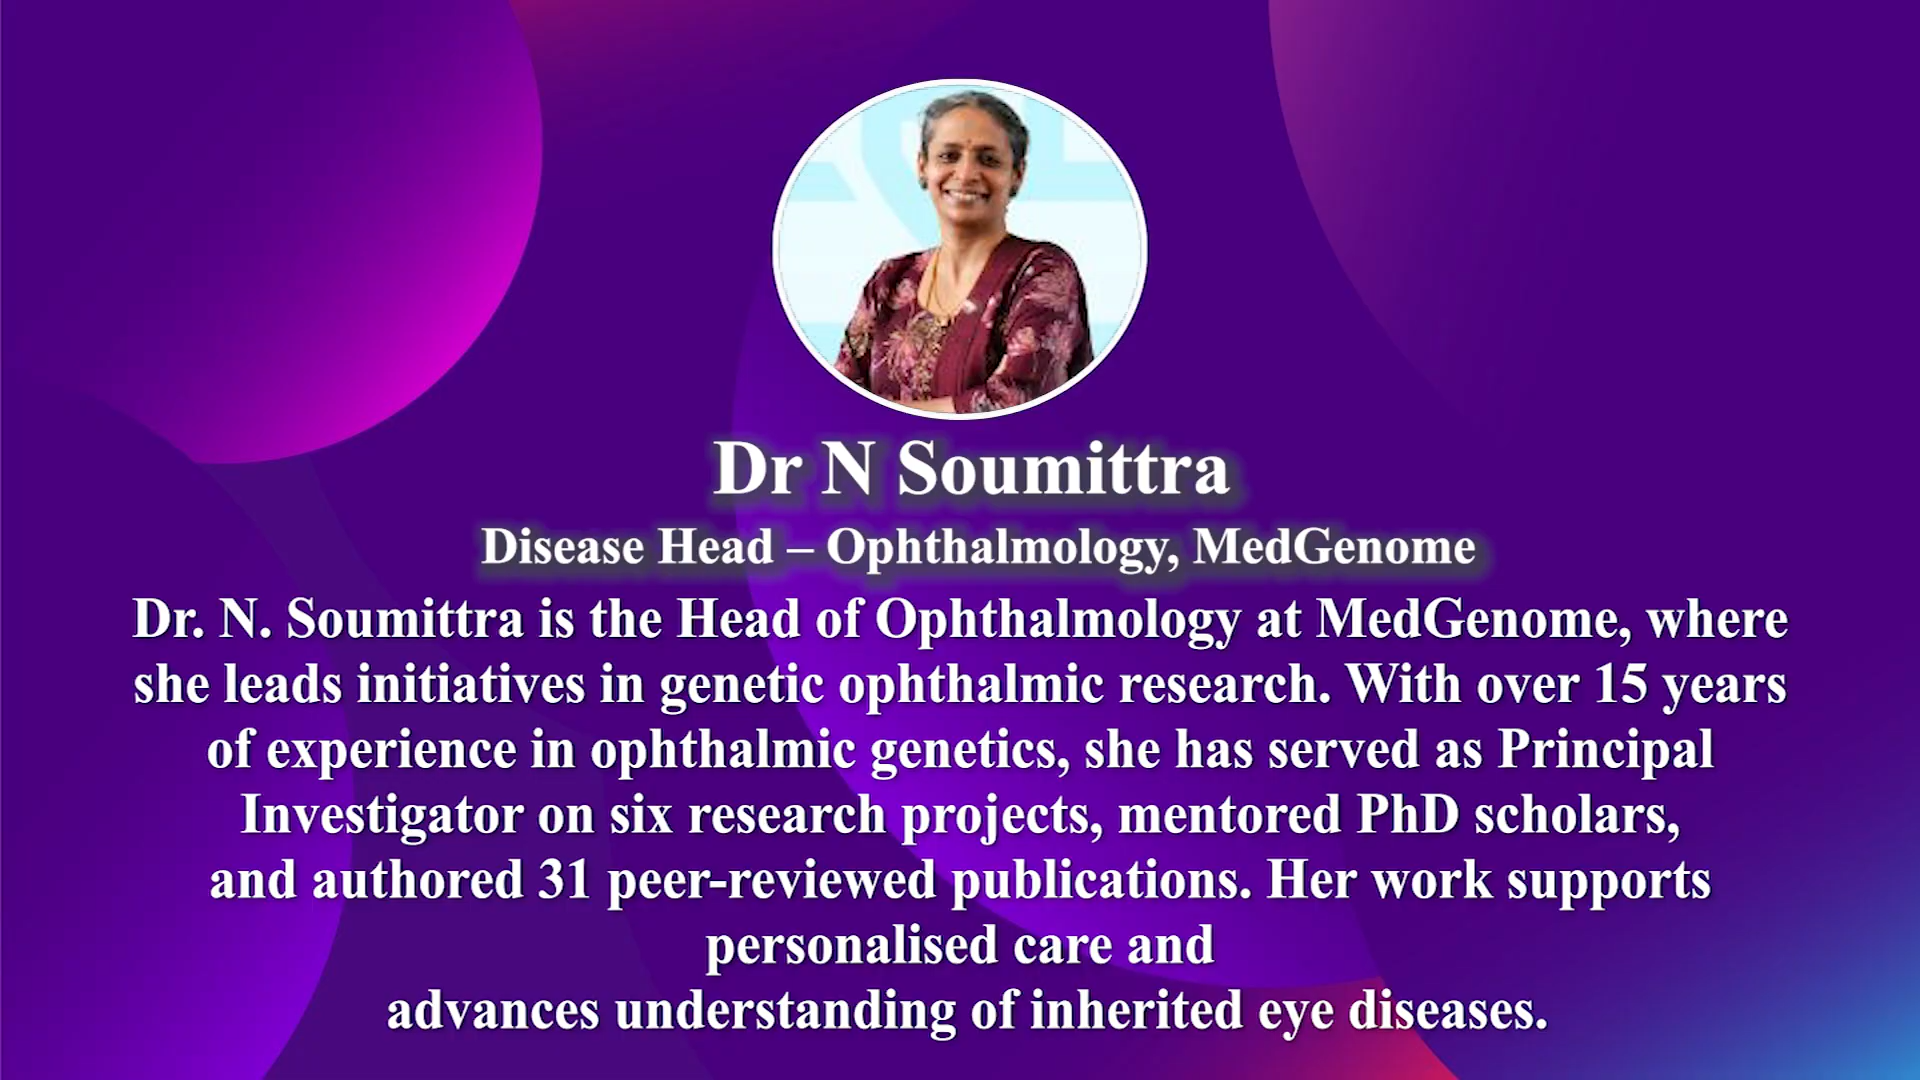 Dr N Soumittra
Disease Head – Ophthalmology, MedGenome
Dr. N. Soumittra is the Head of Ophthalmology at MedGenome, where
she leads initiatives in genetic ophthalmic research. With over 15 years
of experience in ophthalmic genetics, she has served as Principal
Investigator on six research projects, mentored PhD scholars,
and authored 31 peer-reviewed publications. Her work supports
personalised care and
advances understanding of inherited eye diseases.